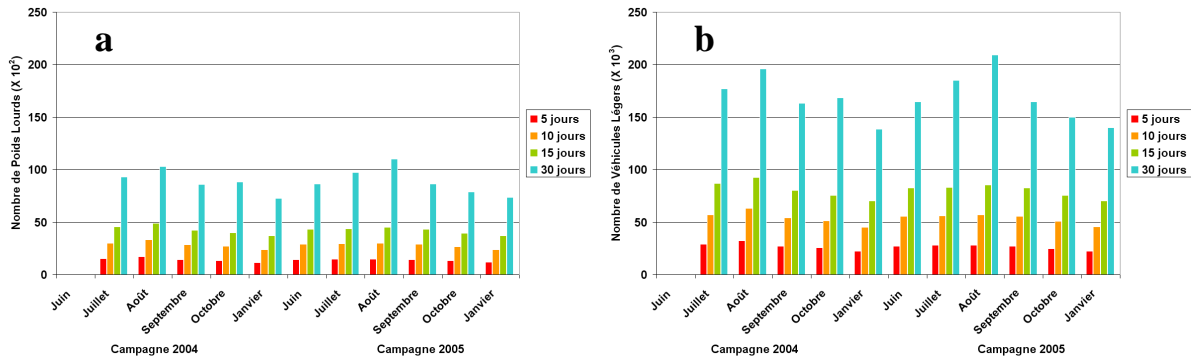 a
Nombre de Poids Lourds (X 10²)
250
200
150
100
50
0
Juin
Juillet
Août
Septembre
Octobre
Janvier
Juin
Juillet
Août
Septembre
Octobre
Janvier
Campagne 2004
Campagne 2005
5 jours
10 jours
15 jours
30 jours
b
Nombre de Véhicules Légers (X 10³)
250
200
150
100
50
0
Juin
Juillet
Août
Septembre
Octobre
Janvier
Juin
Juillet
Août
Septembre
Octobre
Janvier
Campagne 2004
Campagne 2005
5 jours
10 jours
15 jours
30 jours